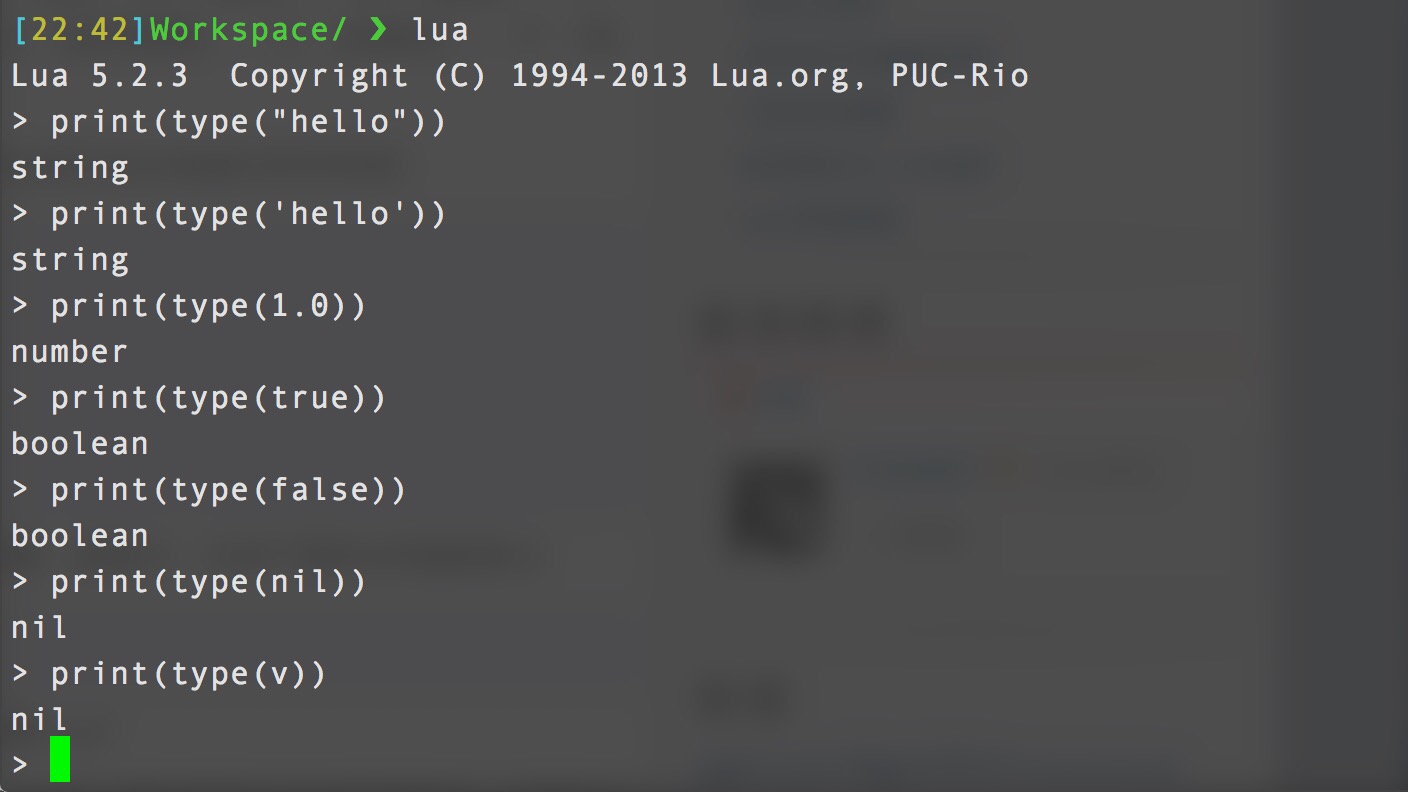 [22:42]Workspace/ ❯ lua
Lua 5.2.3  Copyright (C) 1994-2013 Lua.org, PUC-Rio
> print(type("hello"))
string
> print(type('hello'))
string
> print(type(1.0))
number
> print(type(true))
boolean
> print(type(false))
boolean
> print(type(nil))
nil
> print(type(v))
nil
>